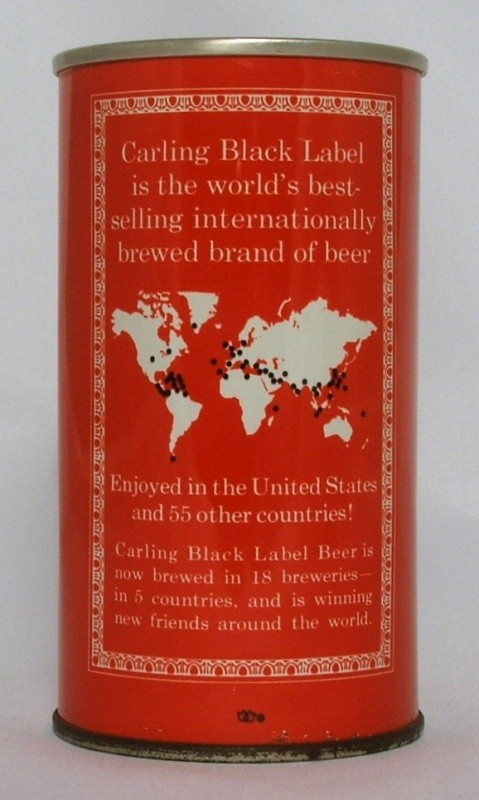 Carling Black Label
is the world's best-
selling internationally
brewed brand of beer
Enjoyed in the United States
and 55 other countries!
Carling Black Label Beer is
now brewed in 18 breweries—
in 5 countries, and is winning
new friends around the world.